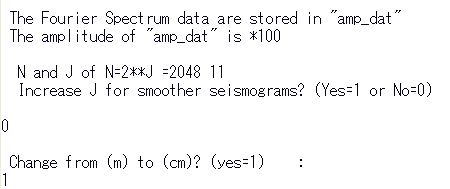 The Fourier Spectrum data are stored in "amp_dat"
The amplitude of "amp_dat" is *100
N and J of N=2**J =2048 11
Increase J for smoother seismograms? (Yes=1 or No=0)
0
Change from (m) to (cm)? (yes=1) :
1